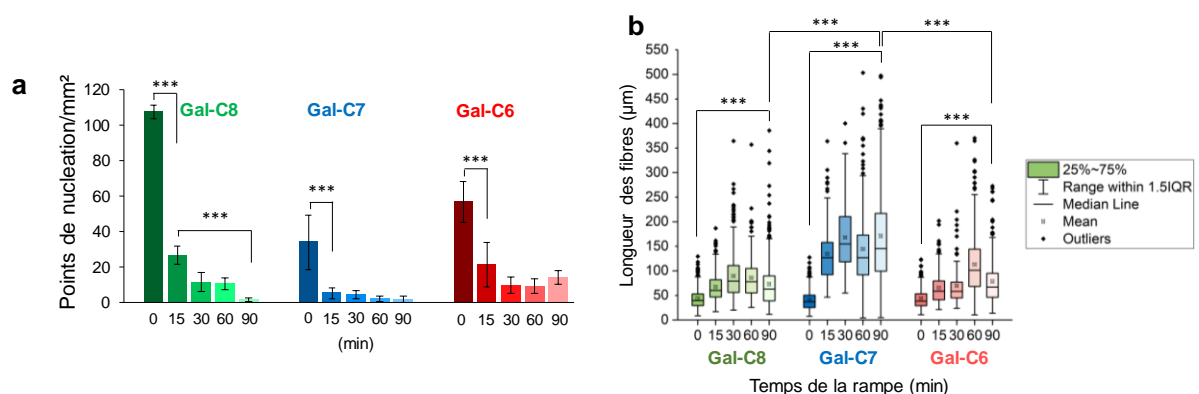 a
Points de nucleation/mm²
120
100
80
60
40
20
0
***
***
***
***
Gal-C8
Gal-C7
Gal-C6
0 15 30 60 90
0 15 30 60 90
0 15 30 60 90
(min)
b
Longueur des fibres (µm)
550
500
450
400
350
300
250
200
150
100
50
0
***
***
***
***
***
0 15 30 60 90
0 15 30 60 90
0 15 30 60 90
Gal-C8
Gal-C7
Gal-C6
Temps de la rampe (min)
25%~75%
Range within 1.5IQR
Median Line
Mean
Outliers